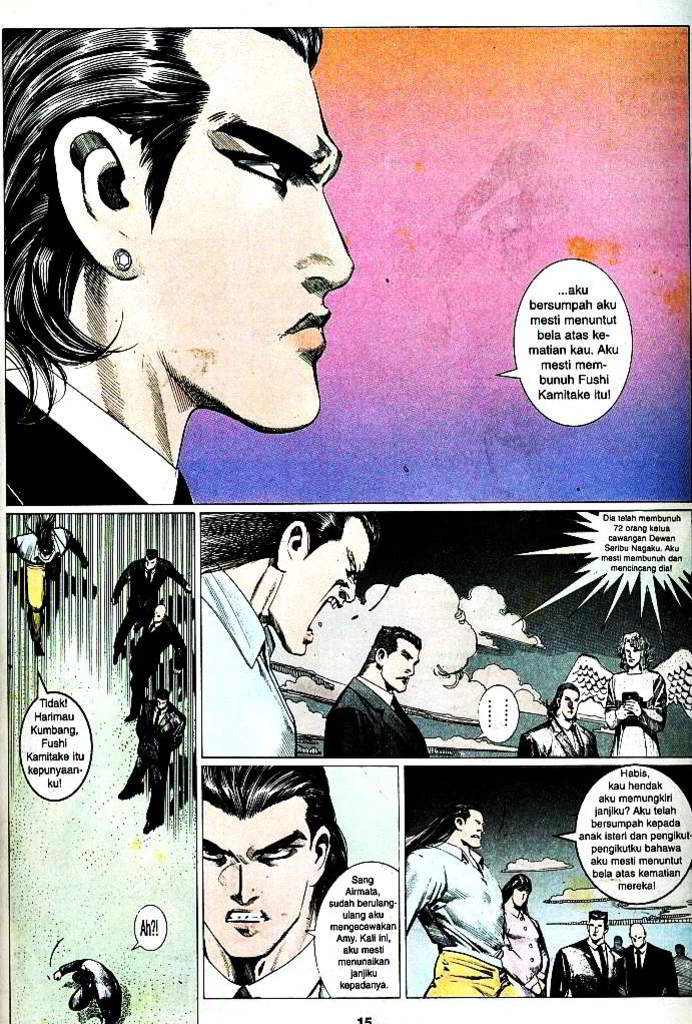 ...aku
bersumpah aku
mesti menuntut
bela atas ke-
matian kau. Aku
mesti mem-
bunuh Fushi
Kamitake itu!
Tidak!
Harimau
Kumbang,
Fushi
Kamitake itu
kepunyaan-
ku!
Ah?!
Dia telah membunuh
72 orang ketua
cawangan Dewan
Seribu Nagaku. Aku
mesti membunuh dan
mencincang dia!
Sang
Airmata,
sudah berulang-
ulang aku
mengecewakan
Amy. Kali ini,
aku mesti
menunaikan
janjiku
kepadanya.
Habis,
kau hendak
aku memungkiri
janjiku? Aku telah
bersumpah kepada
anak isteri dan pengikut-
pengikutku bahawa
aku mesti menuntut
bela atas kematian
mereka!
15